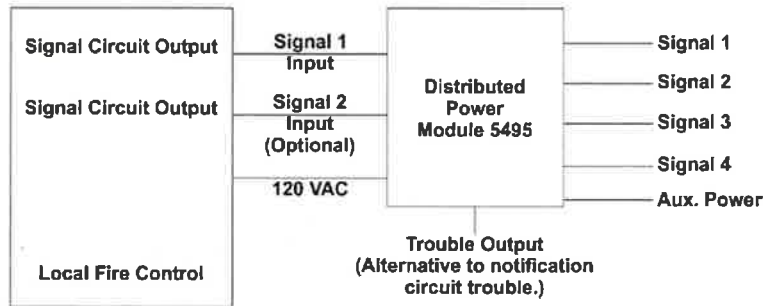 Signal Circuit Output
Signal 1
Input
Signal Circuit Output
Signal 2
Input
(Optional)
120 VAC
Local Fire Control
Distributed
Power
Module 5495
Signal 1
Signal 2
Signal 3
Signal 4
Aux. Power
Trouble Output
(Alternative to notification
circuit trouble.)